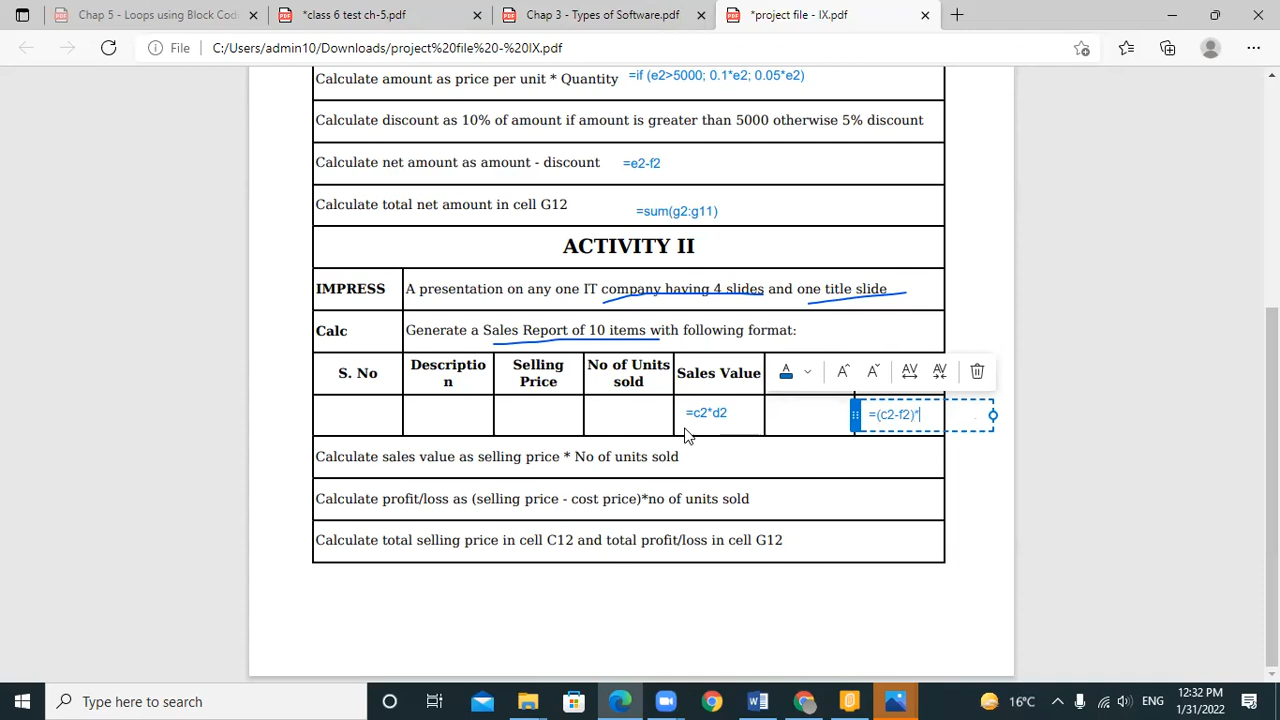 Chap 5 - Loops using Block Cod
*class 6 test ch-5.pdf
Chap 3 - Types of Software.pdf
*project file - IX.pdf
File
C:/Users/admin10/Downloads/project%20file%20-%20IX.pdf
Calculate amount as price per unit * Quantity =if (e2>5000; 0.1*e2; 0.05*e2)
Calculate discount as 10% of amount if amount is greater than 5000 otherwise 5% discount
Calculate net amount as amount - discount =e2-f2
Calculate total net amount in cell G12 =sum(g2:g11)
ACTIVITY II
IMPRESS A presentation on any one IT company having 4 slides and one title slide
Calc Generate a Sales Report of 10 items with following format:
S. No
Descriptio
n
Selling
Price
No of Units
sold
Sales Value
=c2*d2
=(c2-f2)*
Calculate sales value as selling price * No of units sold
Calculate profit/loss as (selling price - cost price)*no of units sold
Calculate total selling price in cell C12 and total profit/loss in cell G12
Type here to search
16°C
ENG
12:32 PM
1/31/2022